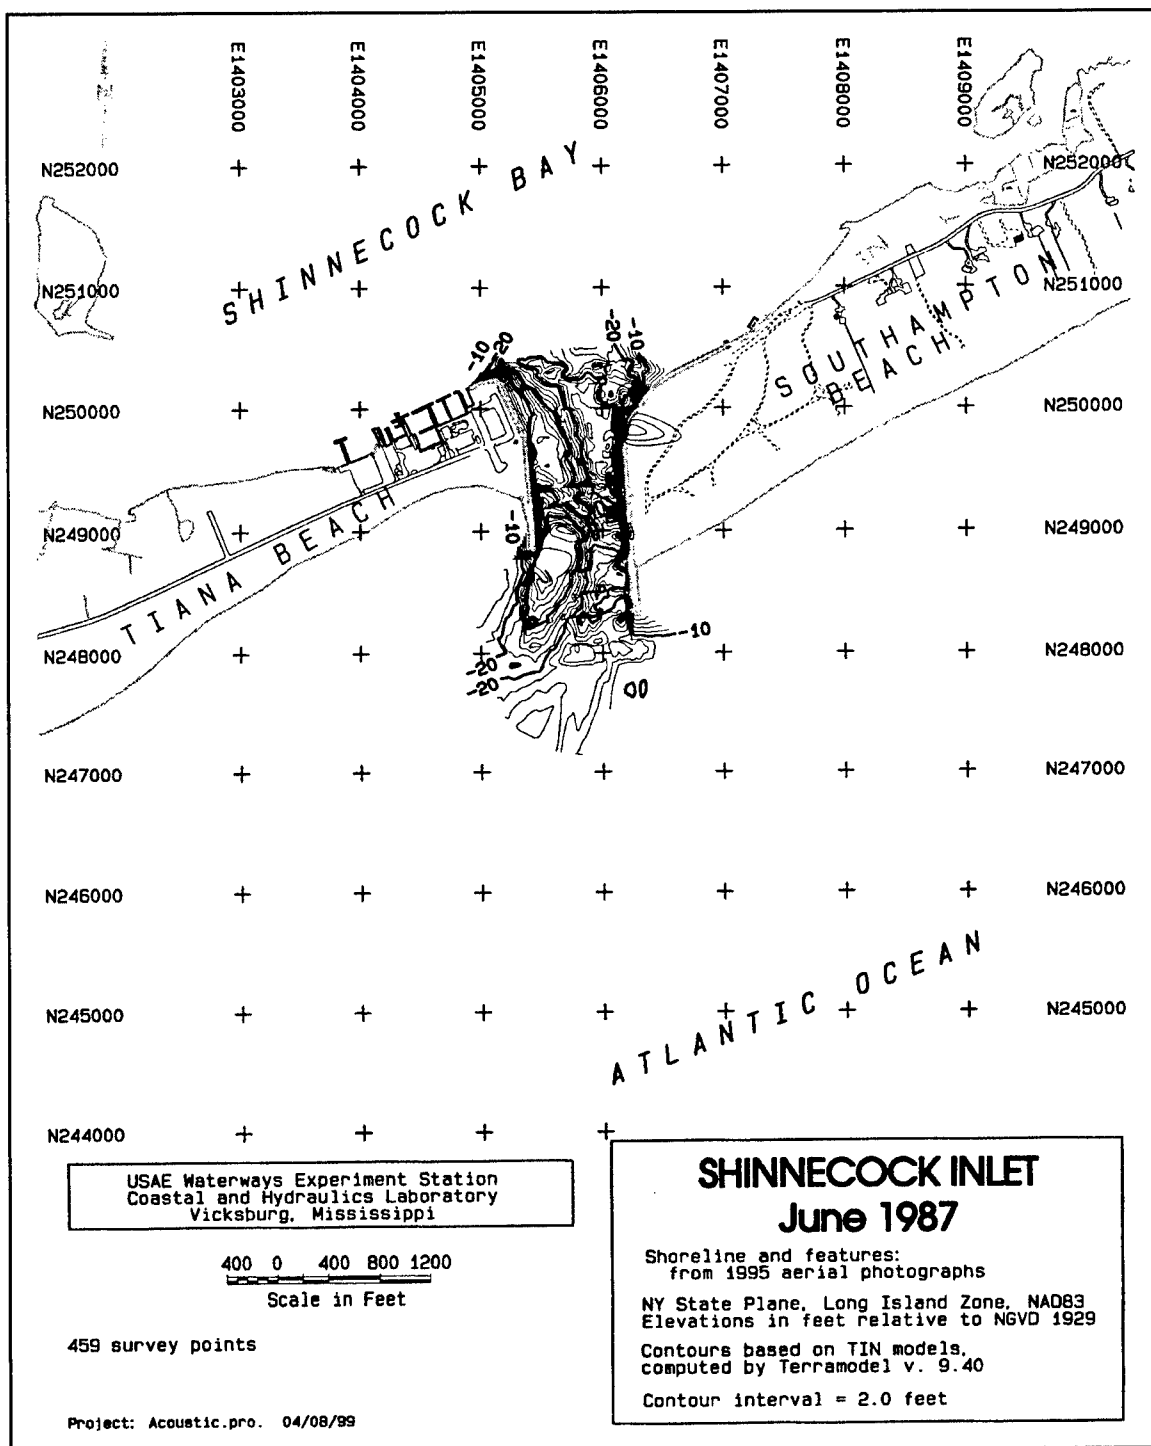 E1403000
E1404000
E1405000
E1406000
E1407000
E1408000
E1409000
N252000
N252000
SHINNECOCK BAY
N251000
N251000
SOUTHAMPTON
BEACH
-10
-20
-20
-10
N250000
N250000
TIANA BEACH
N249000
-10
N249000
-10
N248000
N248000
-20
-20
N247000
N247000
N246000
N246000
ATLANTIC OCEAN
N245000
N245000
N244000
USAE Waterways Experiment Station
Coastal and Hydraulics Laboratory
Vicksburg, Mississippi
400 0 400 800 1200
Scale in Feet
459 survey points
Project: Acoustic.pro. 04/08/99
SHINNECOCK INLET
June 1987
Shoreline and features:
from 1995 aerial photographs
NY State Plane, Long Island Zone, NAD83
Elevations in feet relative to NGVD 1929
Contours based on TIN models,
computed by Terramodel v. 9.40
Contour interval = 2.0 feet